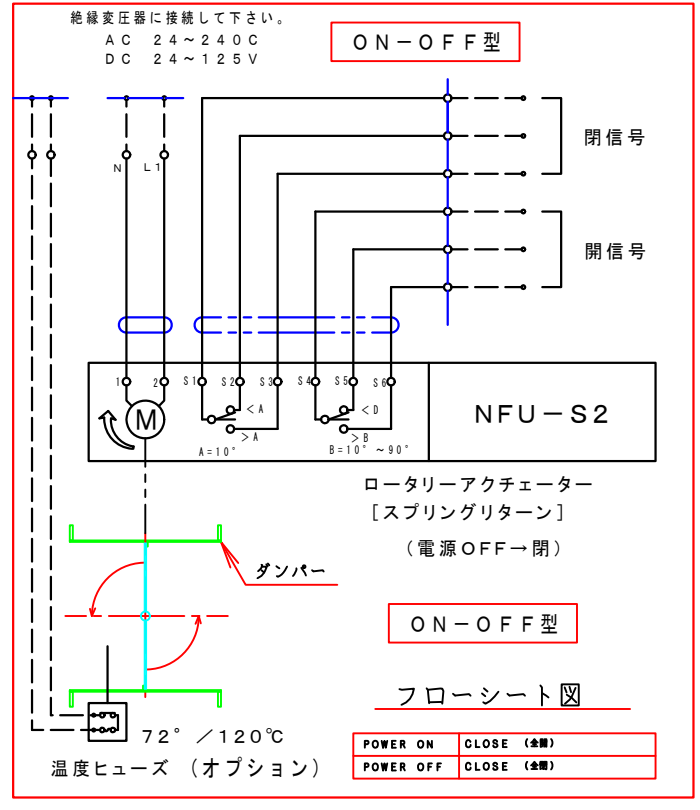 絶縁変圧器に接続して下さい。
AC 24~240C
DC 24~125V
ON-OFF型
N L1
閉信号
開信号
1 2 S1 S2 S3 S4 S5 S6
M
<A
>A
A=10°
<D
>B
B=10° ~90°
NFU-S2
ロータリーアクチェーター
[スプリングリターン]
(電源OFF→閉)
ダンパー
ON-OFF型
フローシート図
72° /120℃
温度ヒューズ (オプション)
POWER ON CLOSE (全開)
POWER OFF CLOSE (全閉)